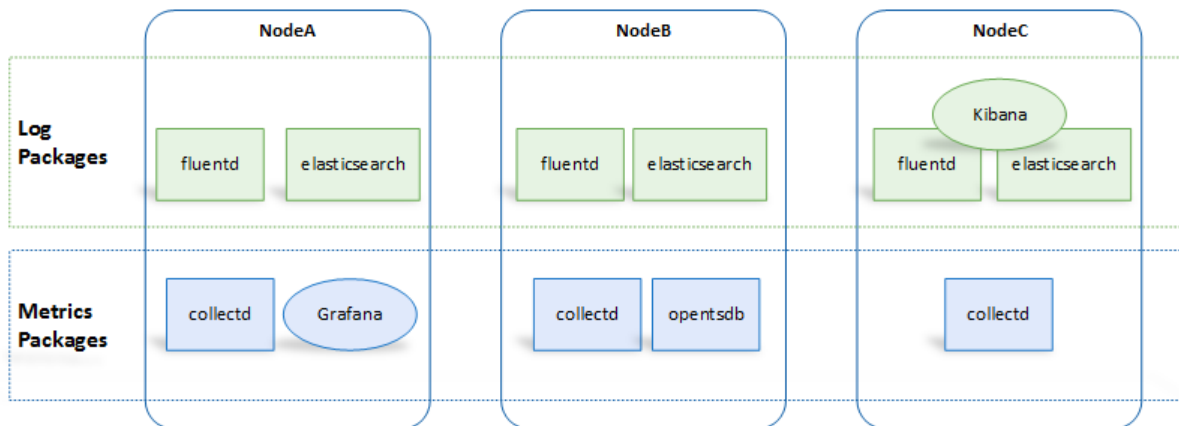 NodeA
NodeB
NodeC
Log
Packages
fluentd
elasticsearch
fluentd
elasticsearch
Kibana
fluentd
elasticsearch
Metrics
Packages
collectd
Grafana
collectd
opentsdb
collectd